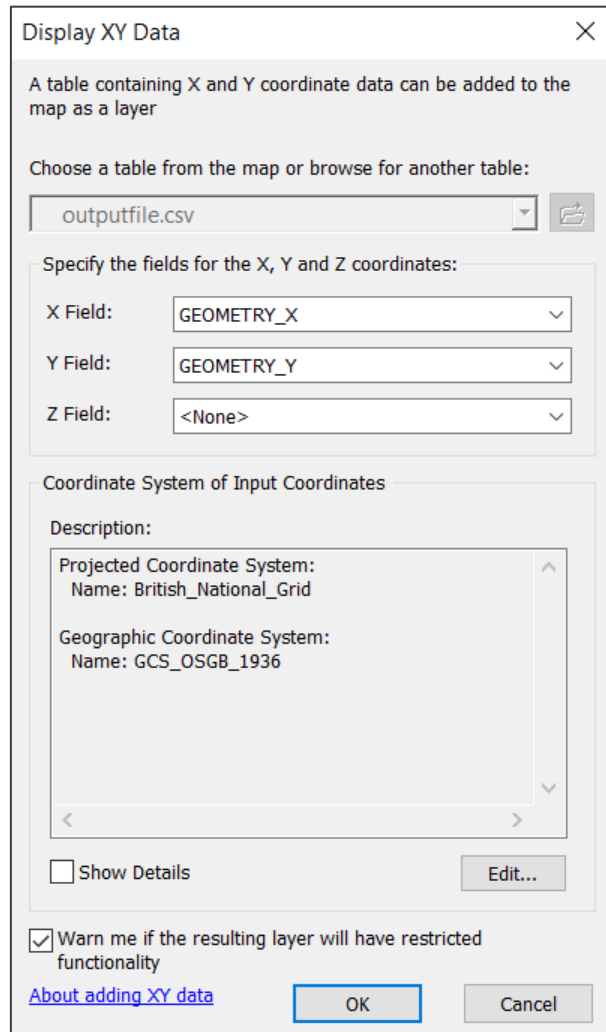 Display XY Data
A table containing X and Y coordinate data can be added to the
map as a layer
Choose a table from the map or browse for another table:
outputfile.csv
Specify the fields for the X, Y and Z coordinates:
X Field:
GEOMETRY_X
Y Field:
GEOMETRY_Y
Z Field:
<None>
Coordinate System of Input Coordinates
Description:
Projected Coordinate System:
Name: British_National_Grid
Geographic Coordinate System:
Name: GCS_OSGB_1936
Show Details
Edit...
Warn me if the resulting layer will have restricted
functionality
About adding XY data
OK
Cancel